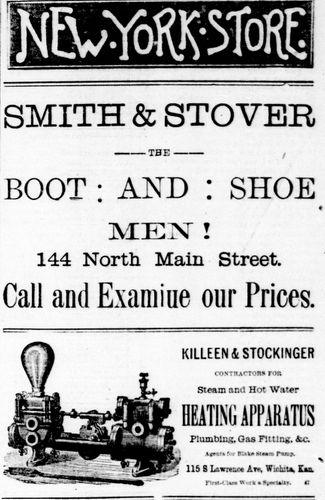 NEW·YORK·STORE.
SMITH & STOVER
— THE —
BOOT : AND : SHOE
MEN!
144 North Main Street.
Call and Examiue our Prices.
KILLEEN & STOCKINGER
CONTRACTORS FOR
Steam and Hot Water
HEATING APPARATUS
Plumbing, Gas Fitting, &c.
Agents for Blake Steam Pump.
115 S Lawrence Ave, Wichita, Kan.
First-Class Work a Specialty. 47